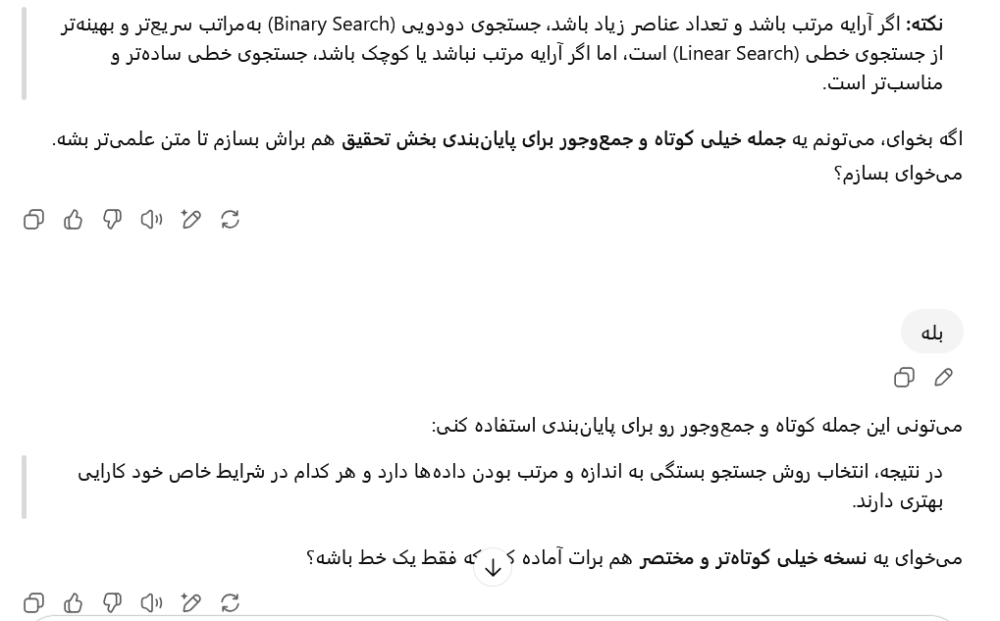 نکته: اگر آرایه مرتب باشد و تعداد عناصر زیاد باشد، جستجوی دودویی (Binary Search) به‌مراتب سریع‌تر و بهینه‌تر
از جستجوی خطی (Linear Search) است، اما اگر آرایه مرتب نباشد یا کوچک باشد، جستجوی خطی ساده‌تر و
مناسب‌تر است.
اگه بخوای، می‌تونم یه جمله خیلی کوتاه و جمع‌وجور برای پایان‌بندی بخش تحقیق هم براش بسازم تا متن علمی‌تر بشه.
می‌خوای بسازم؟
بله
می‌تونی این جمله کوتاه و جمع‌وجور رو برای پایان‌بندی استفاده کنی:
در نتیجه، انتخاب روش جستجو بستگی به اندازه و مرتب بودن داده‌ها دارد و هر کدام در شرایط خاص خود کارایی
بهتری دارند.
می‌خوای یه نسخه خیلی کوتاه‌تر و مختصر هم برات آماده که فقط یک خط باشه؟